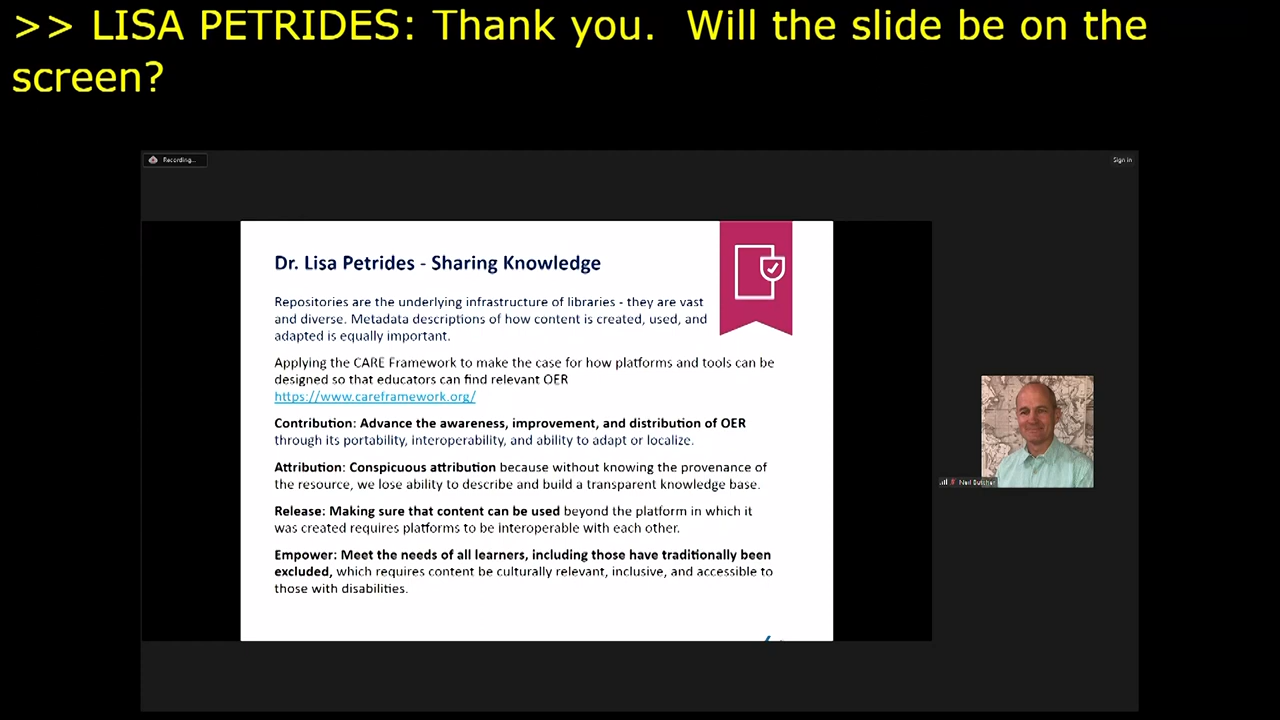 >> LISA PETRIDES: Thank you.  Will the slide be on the
screen?
Recording...
Sign in
Dr. Lisa Petrides - Sharing Knowledge
Repositories are the underlying infrastructure of libraries - they are vast
and diverse. Metadata descriptions of how content is created, used, and
adapted is equally important.
Applying the CARE Framework to make the case for how platforms and tools can be
designed so that educators can find relevant OER
https://www.careframework.org/
Contribution: Advance the awareness, improvement, and distribution of OER
through its portability, interoperability, and ability to adapt or localize.
Attribution: Conspicuous attribution because without knowing the provenance of
the resource, we lose ability to describe and build a transparent knowledge base.
Release: Making sure that content can be used beyond the platform in which it
was created requires platforms to be interoperable with each other.
Empower: Meet the needs of all learners, including those have traditionally been
excluded, which requires content be culturally relevant, inclusive, and accessible to
those with disabilities.
Neil Butcher